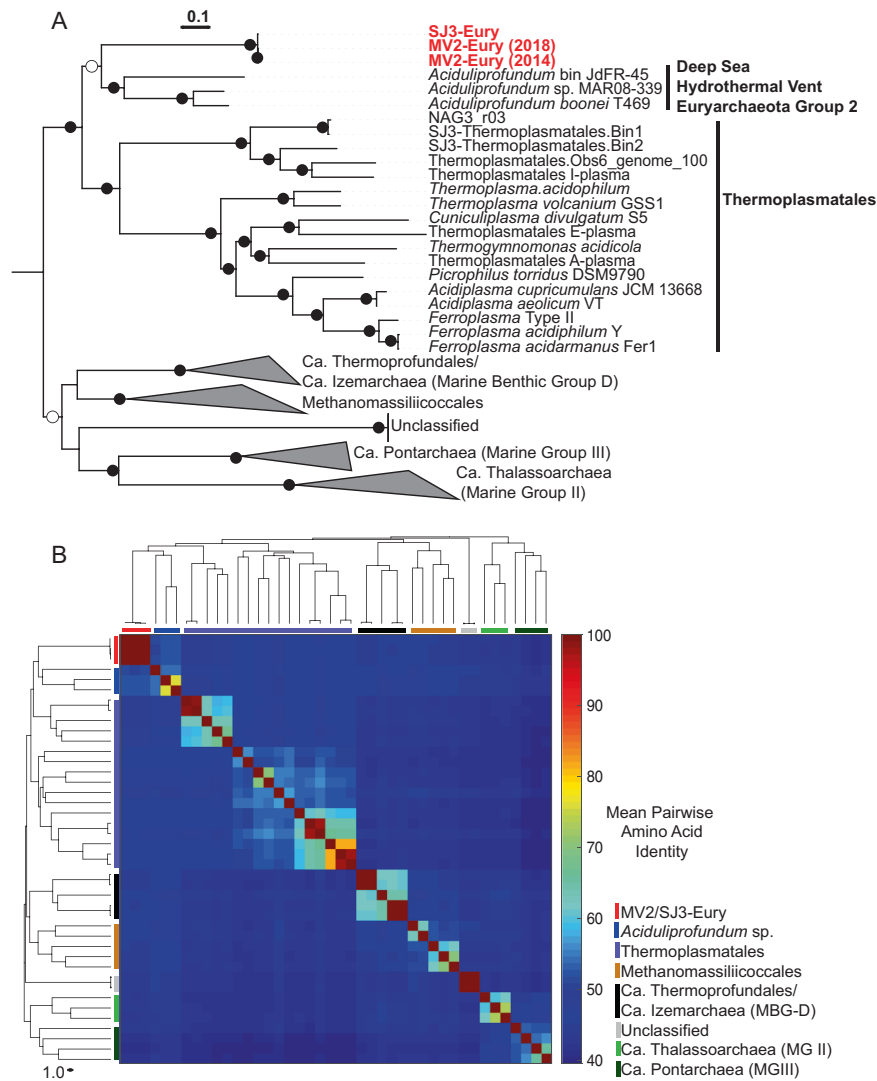 A
0.1
SJ3-Eury
MV2-Eury (2018)
MV2-Eury (2014)
Aciduliprofundum bin JdFR-45
Aciduliprofundum sp. MAR08-339
Aciduliprofundum boonei T469
Deep Sea
Hydrothermal Vent
Euryarchaeota Group 2
NAG3_r03
SJ3-Thermoplasmatales.Bin1
SJ3-Thermoplasmatales.Bin2
Thermoplasmatales.Obs6_genome_100
Thermoplasmatales I-plasma
Thermoplasma.acidophilum
Thermoplasma volcanium GSS1
Cuniculiplasma divulgatum S5
Thermoplasmatales E-plasma
Thermogymnomonas acidicola
Thermoplasmatales A-plasma
Picrophilus torridus DSM9790
Acidiplasma cupricumulans JCM 13668
Acidiplasma aeolicum VT
Ferroplasma Type II
Ferroplasma acidiphilum Y
Ferroplasma acidarmanus Fer1
Thermoplasmatales
Ca. Thermoprofundales/
Ca. Izemarchaea (Marine Benthic Group D)
Methanomassiliicoccales
Unclassified
Ca. Pontarchaea (Marine Group III)
Ca. Thalassoarchaea
(Marine Group II)
B
100
90
80
70
60
50
40
Mean Pairwise
Amino Acid
Identity
MV2/SJ3-Eury
Aciduliprofundum sp.
Thermoplasmatales
Methanomassiliicoccales
Ca. Thermoprofundales/
Ca. Izemarchaea (MBG-D)
Unclassified
Ca. Thalassoarchaea (MG II)
Ca. Pontarchaea (MGIII)
1.0